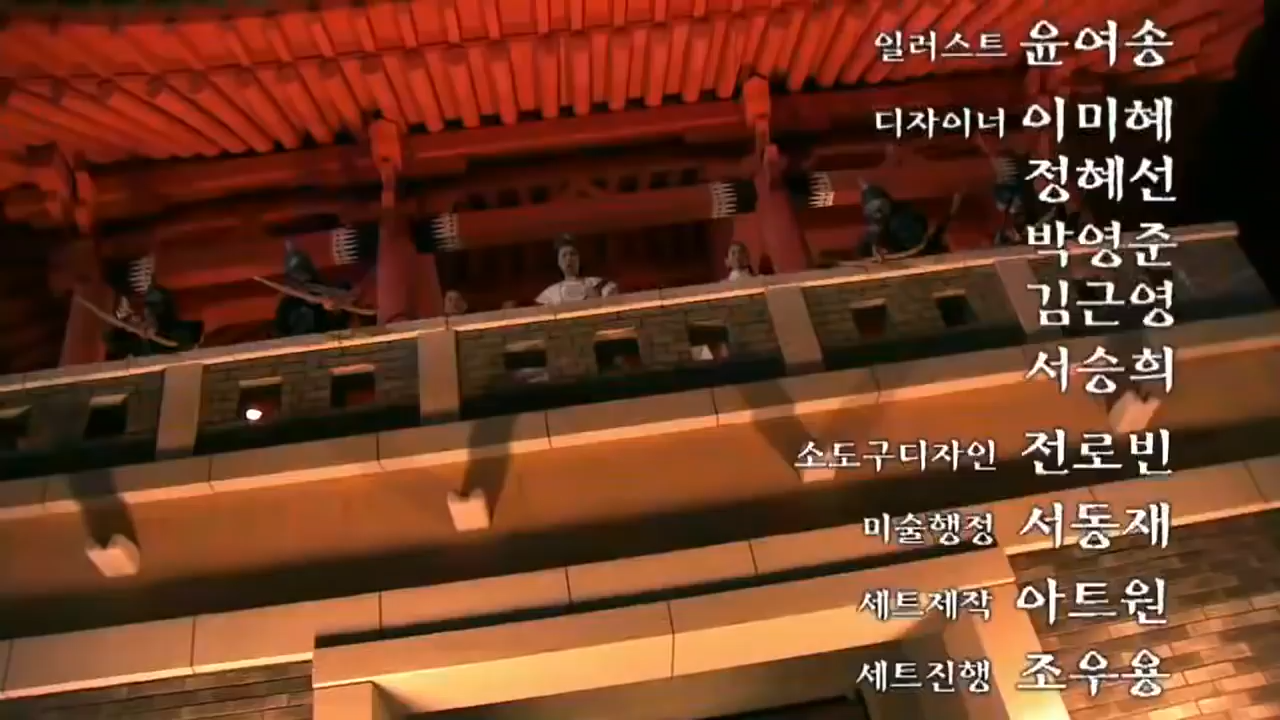 일러스트 윤여송
디자이너 이미혜
정혜선
박영준
김근영
서승희
소도구디자인 전로빈
미술행정 서동재
세트제작 아트원
세트진행 조우용